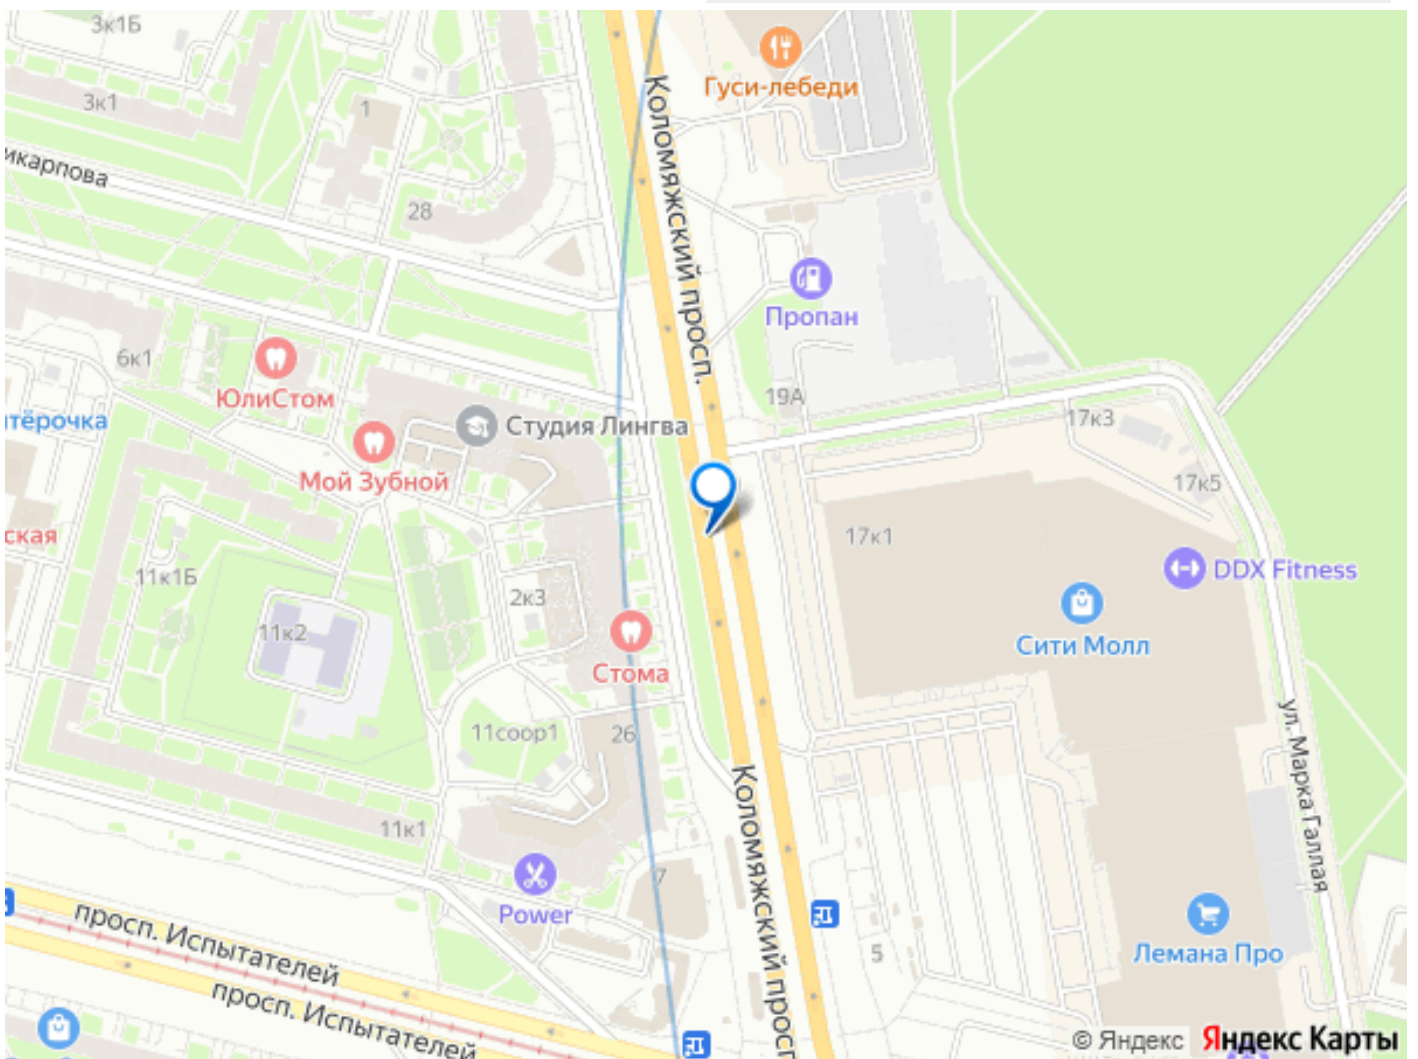 3к1Б
Гуси-лебеди
3к1
1
Коломяжский просп.
икарпова
28
Пропан
6к1
ЮлиСтом
19А
17к3
тёрочка
Студия Лингва
Мой Зубной
17к5
ская
17к1
11к1Б
DDX Fitness
2к3
11к2
Сити Молл
Стома
11соор1
26
ул. Марка Галлая
11к1
Коломяжский просп
7
Power
просп. Испытателей
5
Лемана Про
просп. Испытателей
© Яндекс Яндекс Карты